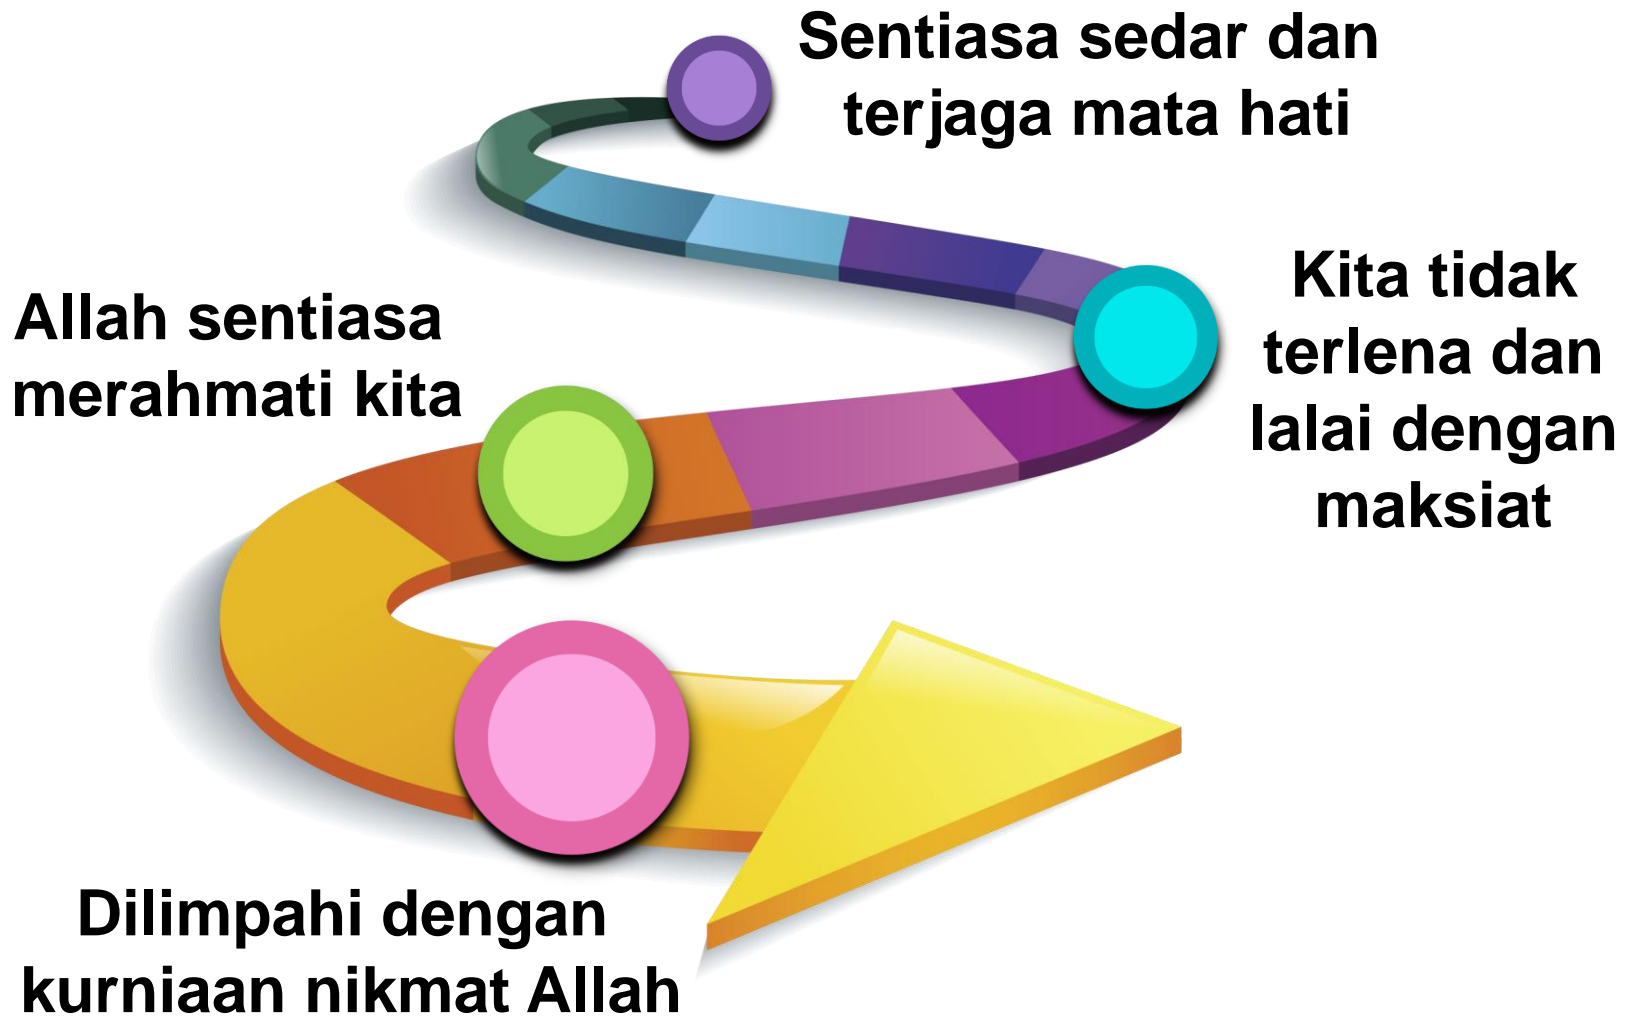 Sentiasa sedar dan
terjaga mata hati
Kita tidak
terlena dan
lalai dengan
maksiat
Allah sentiasa
merahmati kita
Dilimpahi dengan
kurniaan nikmat Allah